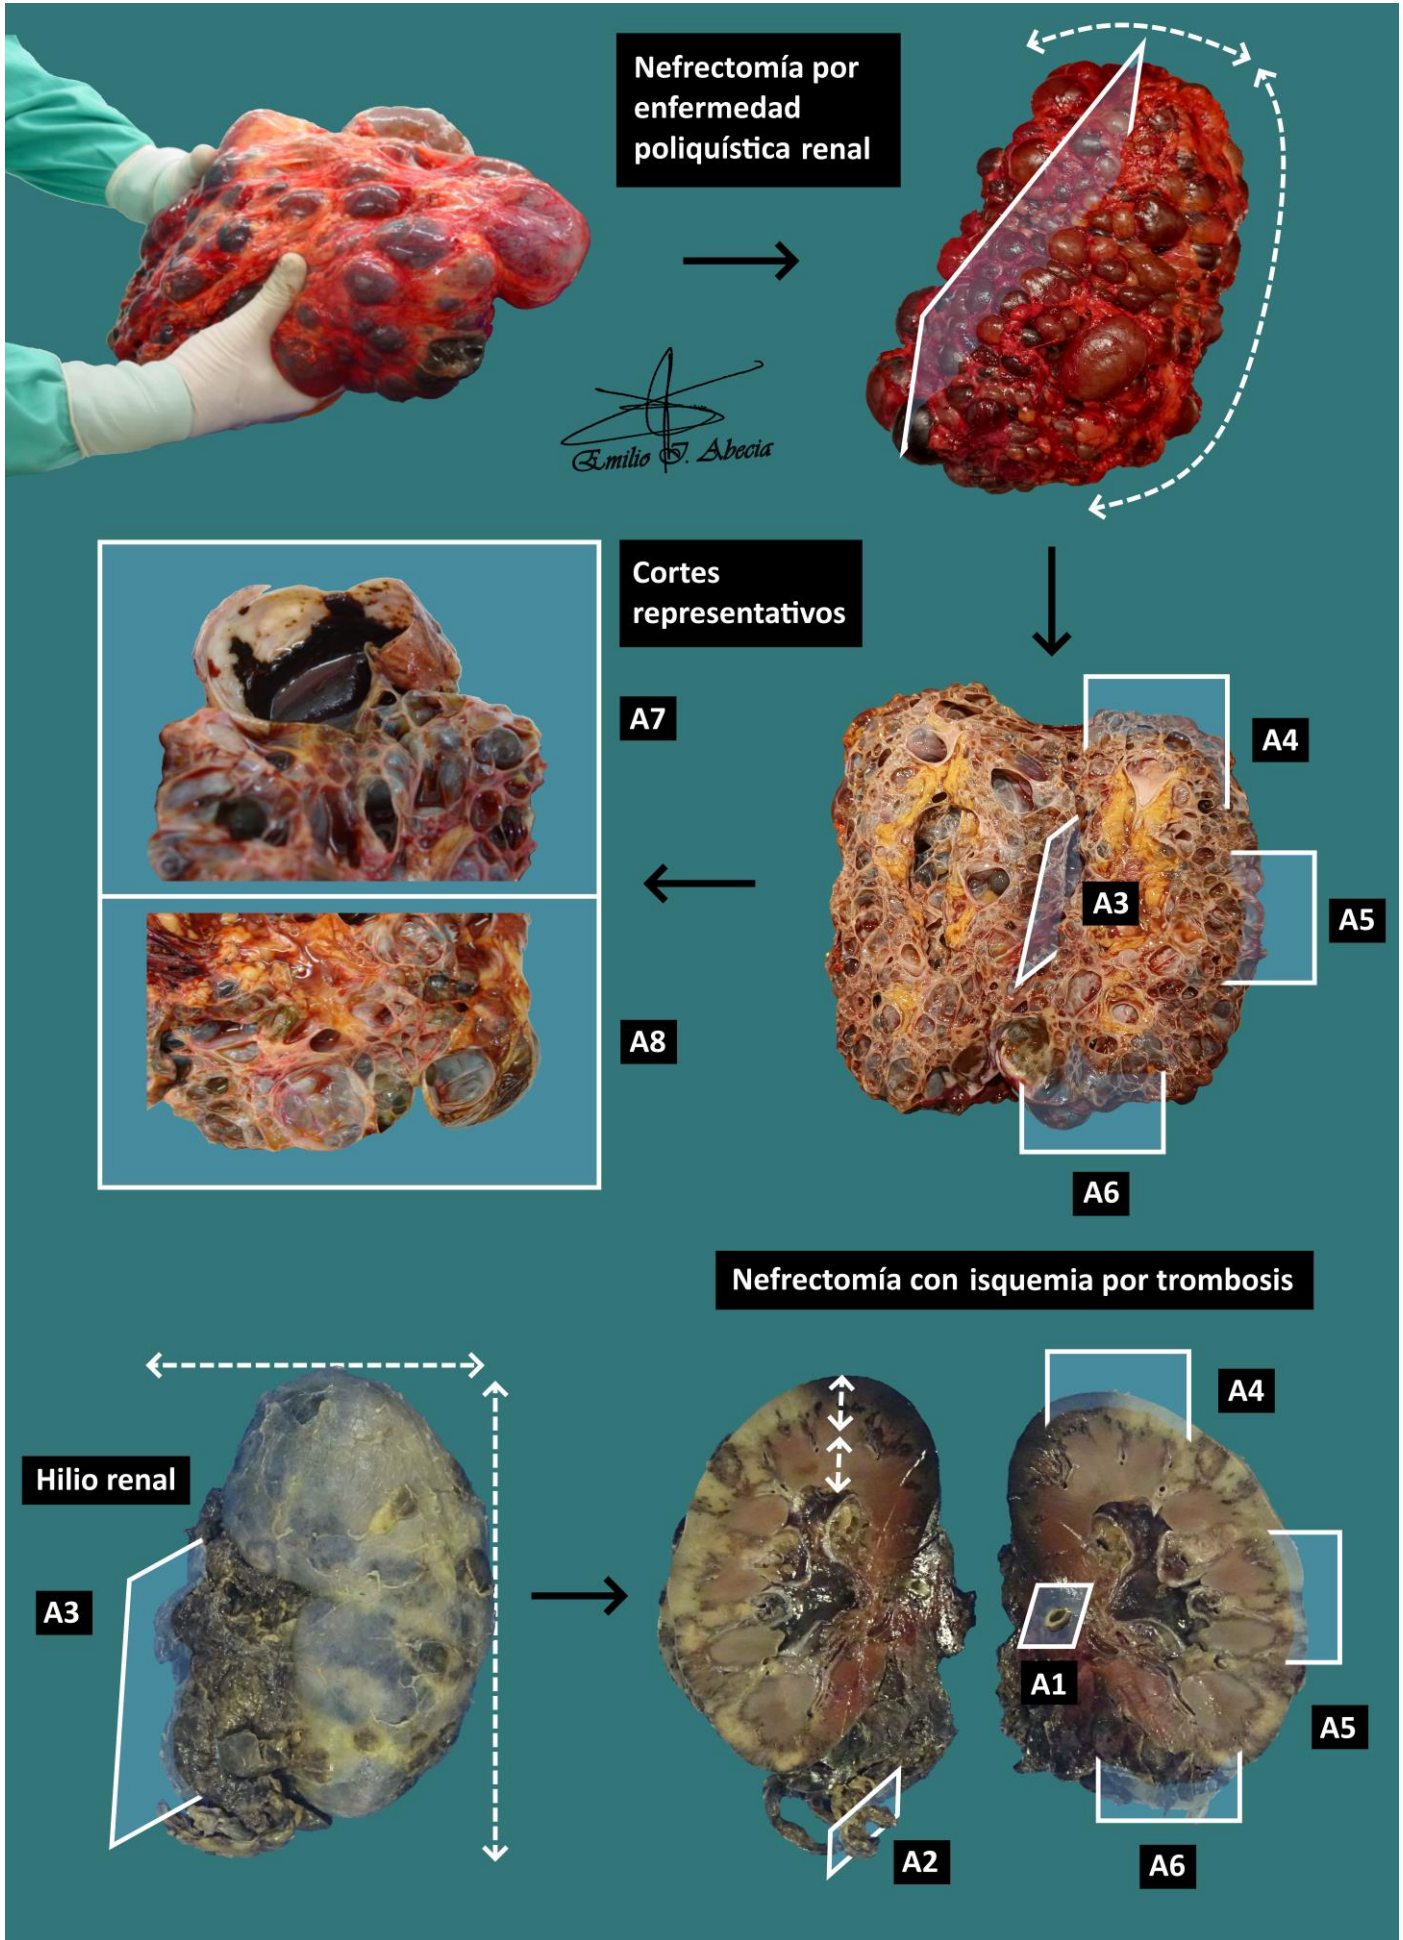 Nefrectomía por
enfermedad
poliquística renal
Emilio J. Abecia
Cortes
representativos
A7
A4
A3
A5
A8
A6
Nefrectomía con isquemia por trombosis
A4
Hilio renal
A3
A1
A5
A2
A6